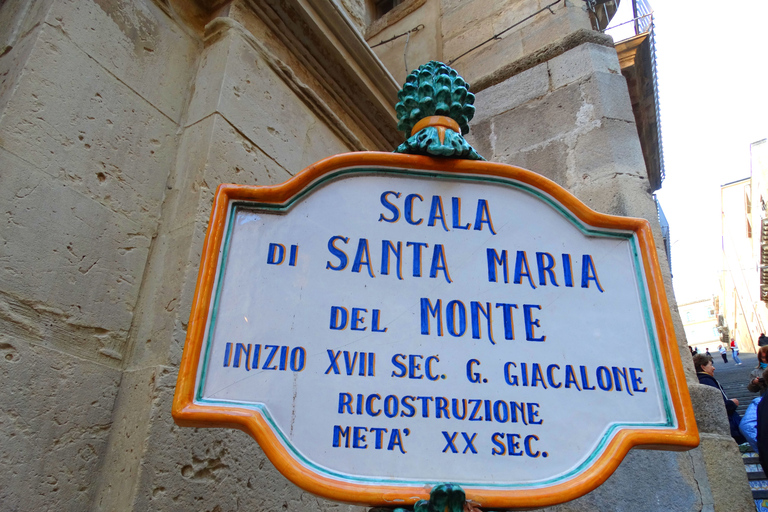 SCALA
DI SANTA MARIA
DEL MONTE
INIZIO XVII SEC. G. GIACALONE
RICOSTRUZIONE
META' XX SEC.